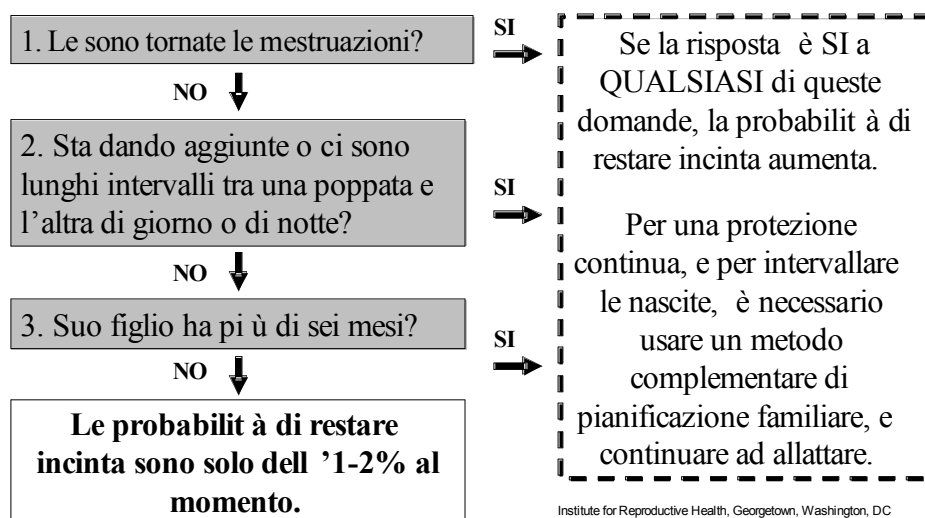 1. Le sono tornate le mestruazioni?
SI
NO
2. Sta dando aggiunte o ci sono
lunghi intervalli tra una poppata e
l’altra di giorno o di notte?
SI
NO
3. Suo figlio ha pi ù di sei mesi?
SI
NO
Le probabilit à di restare
incinta sono solo dell ’1-2% al
momento.
Se la risposta è SI a
QUALSIASI di queste
domande, la probabilit à di
restare incinta aumenta.
Per una protezione
continua, e per intervallare
le nascite, è necessario
usare un metodo
complementare di
pianificazione familiare, e
continuare ad allattare.
Institute for Reproductive Health, Georgetown, Washington, DC